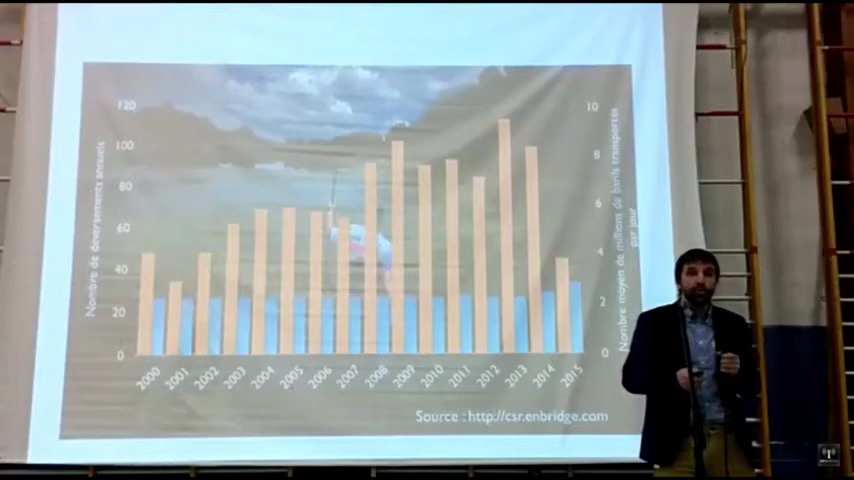 120
100
80
60
40
20
0
Nombre de déversements annuels
10
8
6
4
2
0
Nombre moyen de millions de barils transportés
par jour
2000 2001 2002 2003 2004 2005 2006 2007 2008 2009 2010 2011 2012 2013 2014 2015
Source : http://csr.enbridge.com